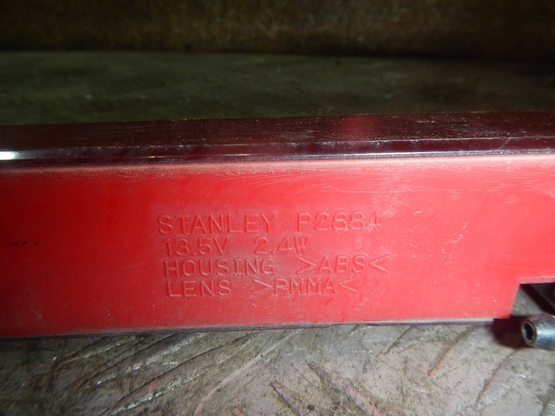 STANLEY P2884
13.5V 2.4W
HOUSING >ABS<
LENS >PMMA<